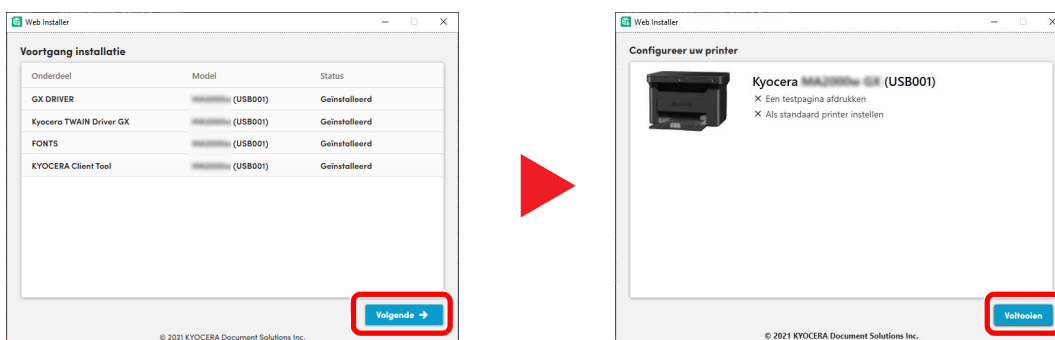 Web Installer
Voortgang installatie
Onderdeel Model Status
GX DRIVER (USB001) Geïnstalleerd
Kyocera TWAIN Driver GX (USB001) Geïnstalleerd
FONTS (USB001) Geïnstalleerd
KYOCERA Client Tool (USB001) Geïnstalleerd
Volgende →
© 2021 KYOCERA Document Solutions Inc.
Web Installer
Configureer uw printer
Kyocera (USB001)
✕ Een testpagina afdrukken
✕ Als standaard printer instellen
Voltooien
© 2021 KYOCERA Document Solutions Inc.